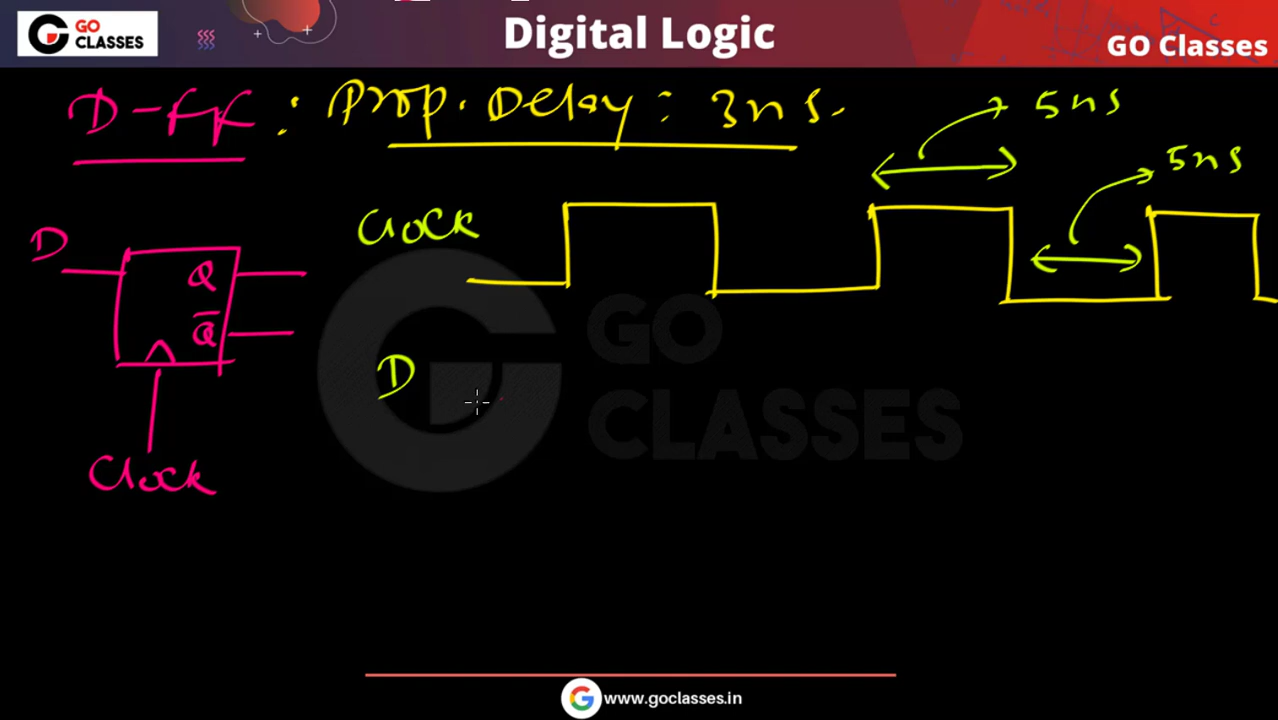 GO
CLASSES
Digital Logic
GO Classes
D-ff : Prop. Delay : 3ns.
5ns
5ns
Clock
D
Q
Q̅
Clock
D
GO
CLASSES
www.goclasses.in